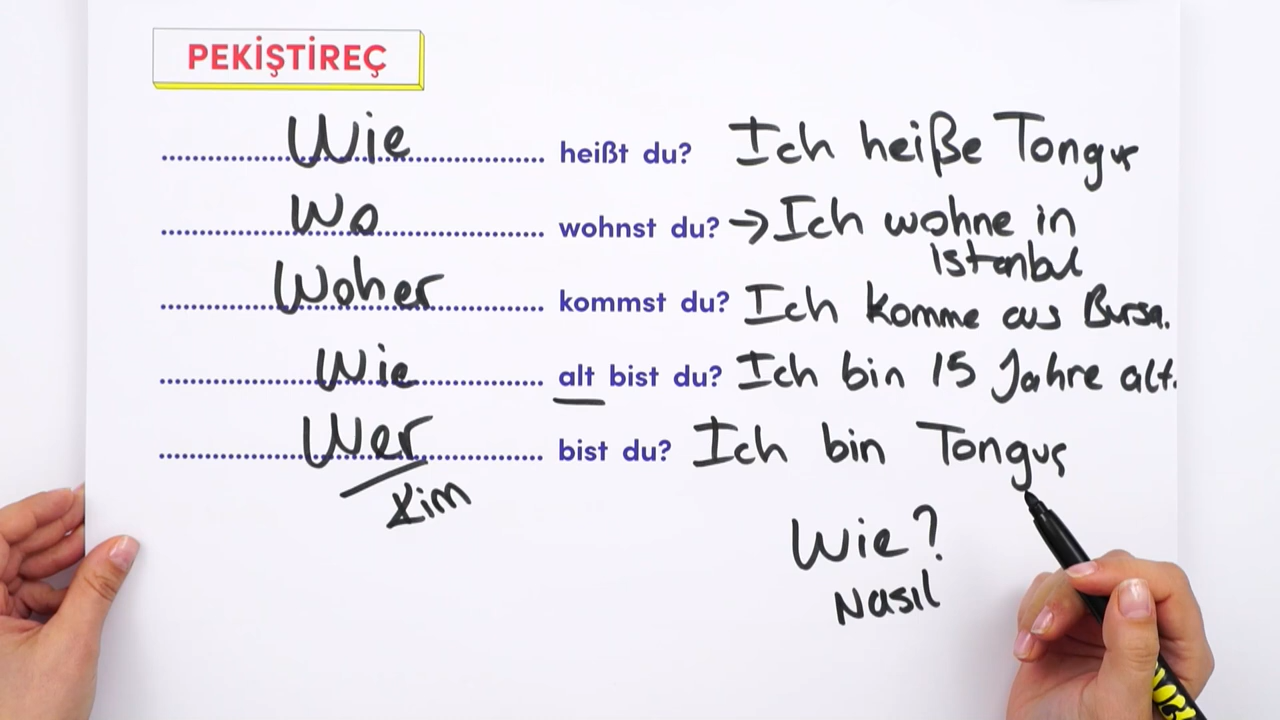 PEKİŞTİREÇ
Wie heißt du? Ich heiße Tonguç
Wo wohnst du? → Ich wohne in
istanbul
Woher kommst du? Ich komme aus Bursa.
Wie alt bist du? Ich bin 15 Jahre alt.
Wer bist du? Ich bin Tonguç
Kim
Wie?
Nasıl